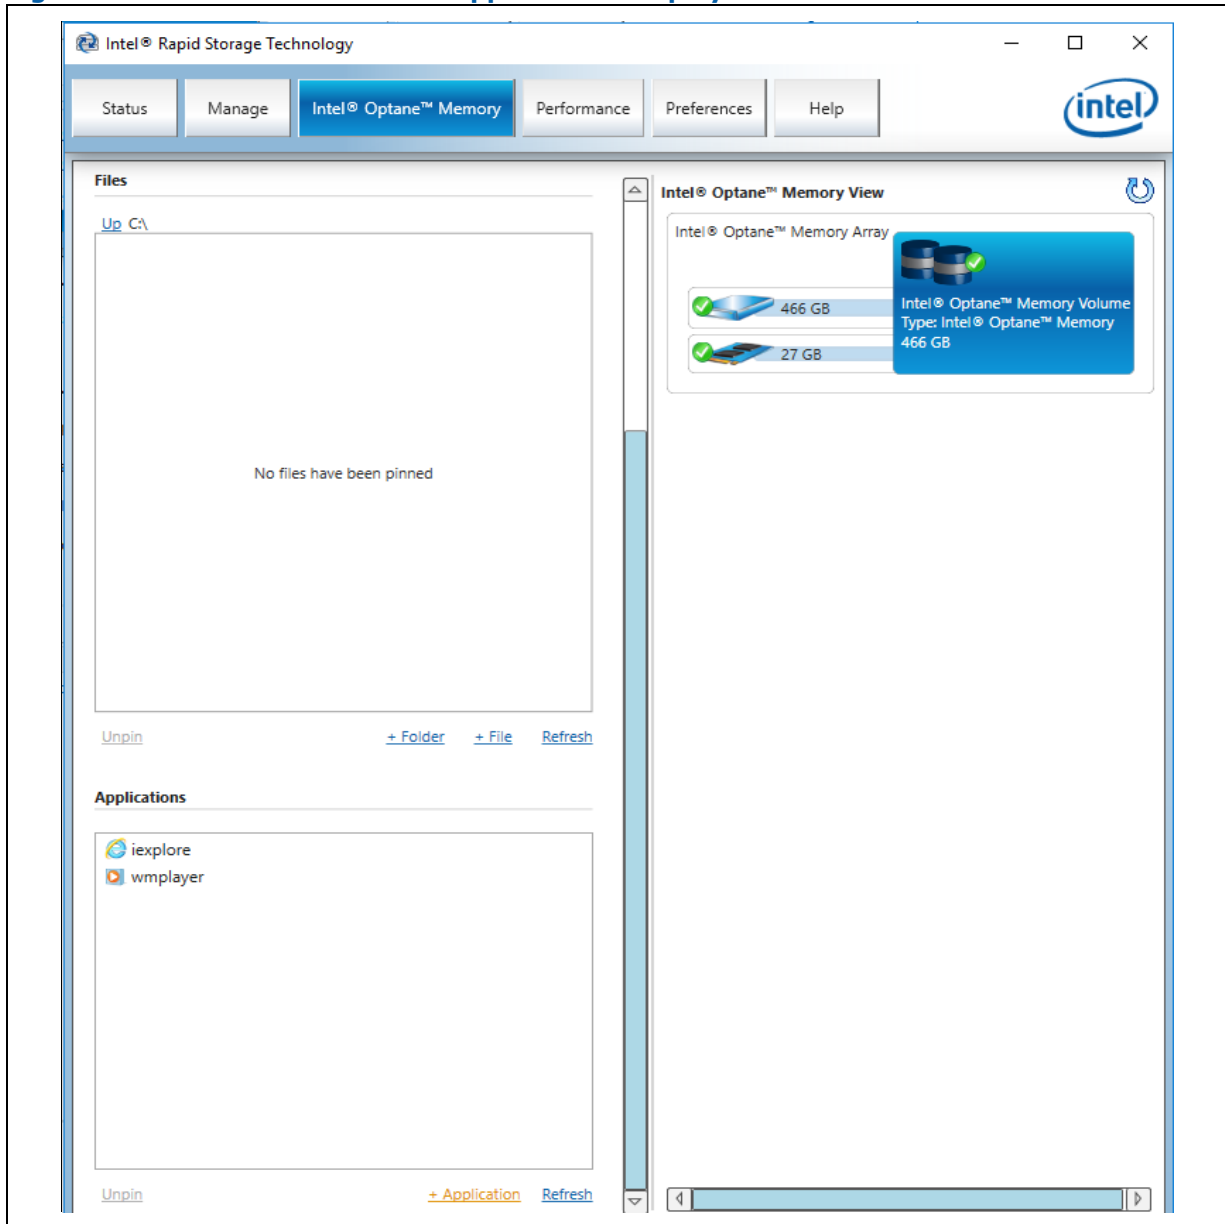 Intel® Rapid Storage Technology
Status
Manage
Intel® Optane™ Memory
Performance
Preferences
Help
intel
Files
Up C:\
No files have been pinned
Unpin
+ Folder
+ File
Refresh
Applications
iexplore
wmplayer
Unpin
+ Application
Refresh
Intel® Optane™ Memory View
Intel® Optane™ Memory Array
466 GB
27 GB
Intel® Optane™ Memory Volume
Type: Intel® Optane™ Memory
466 GB